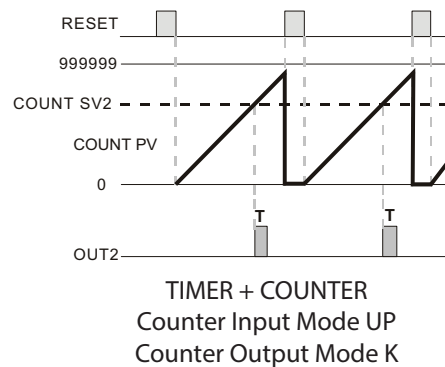 RESET
999999
COUNT SV2
COUNT PV
0
T T
OUT2
TIMER + COUNTER
Counter Input Mode UP
Counter Output Mode K